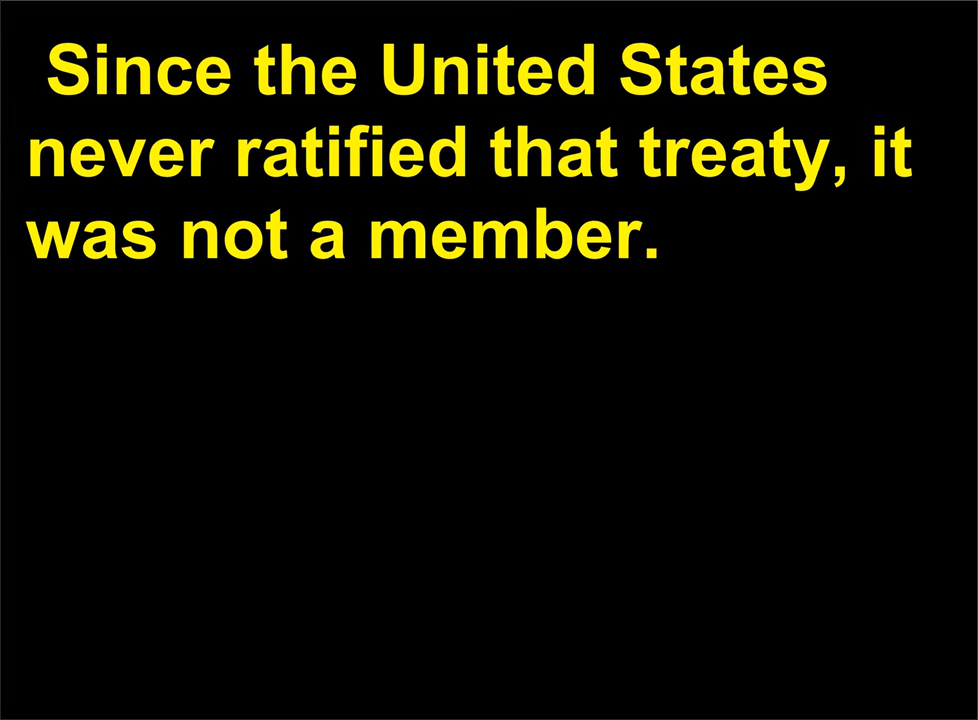 Since the United States
never ratified that treaty, it
was not a member.